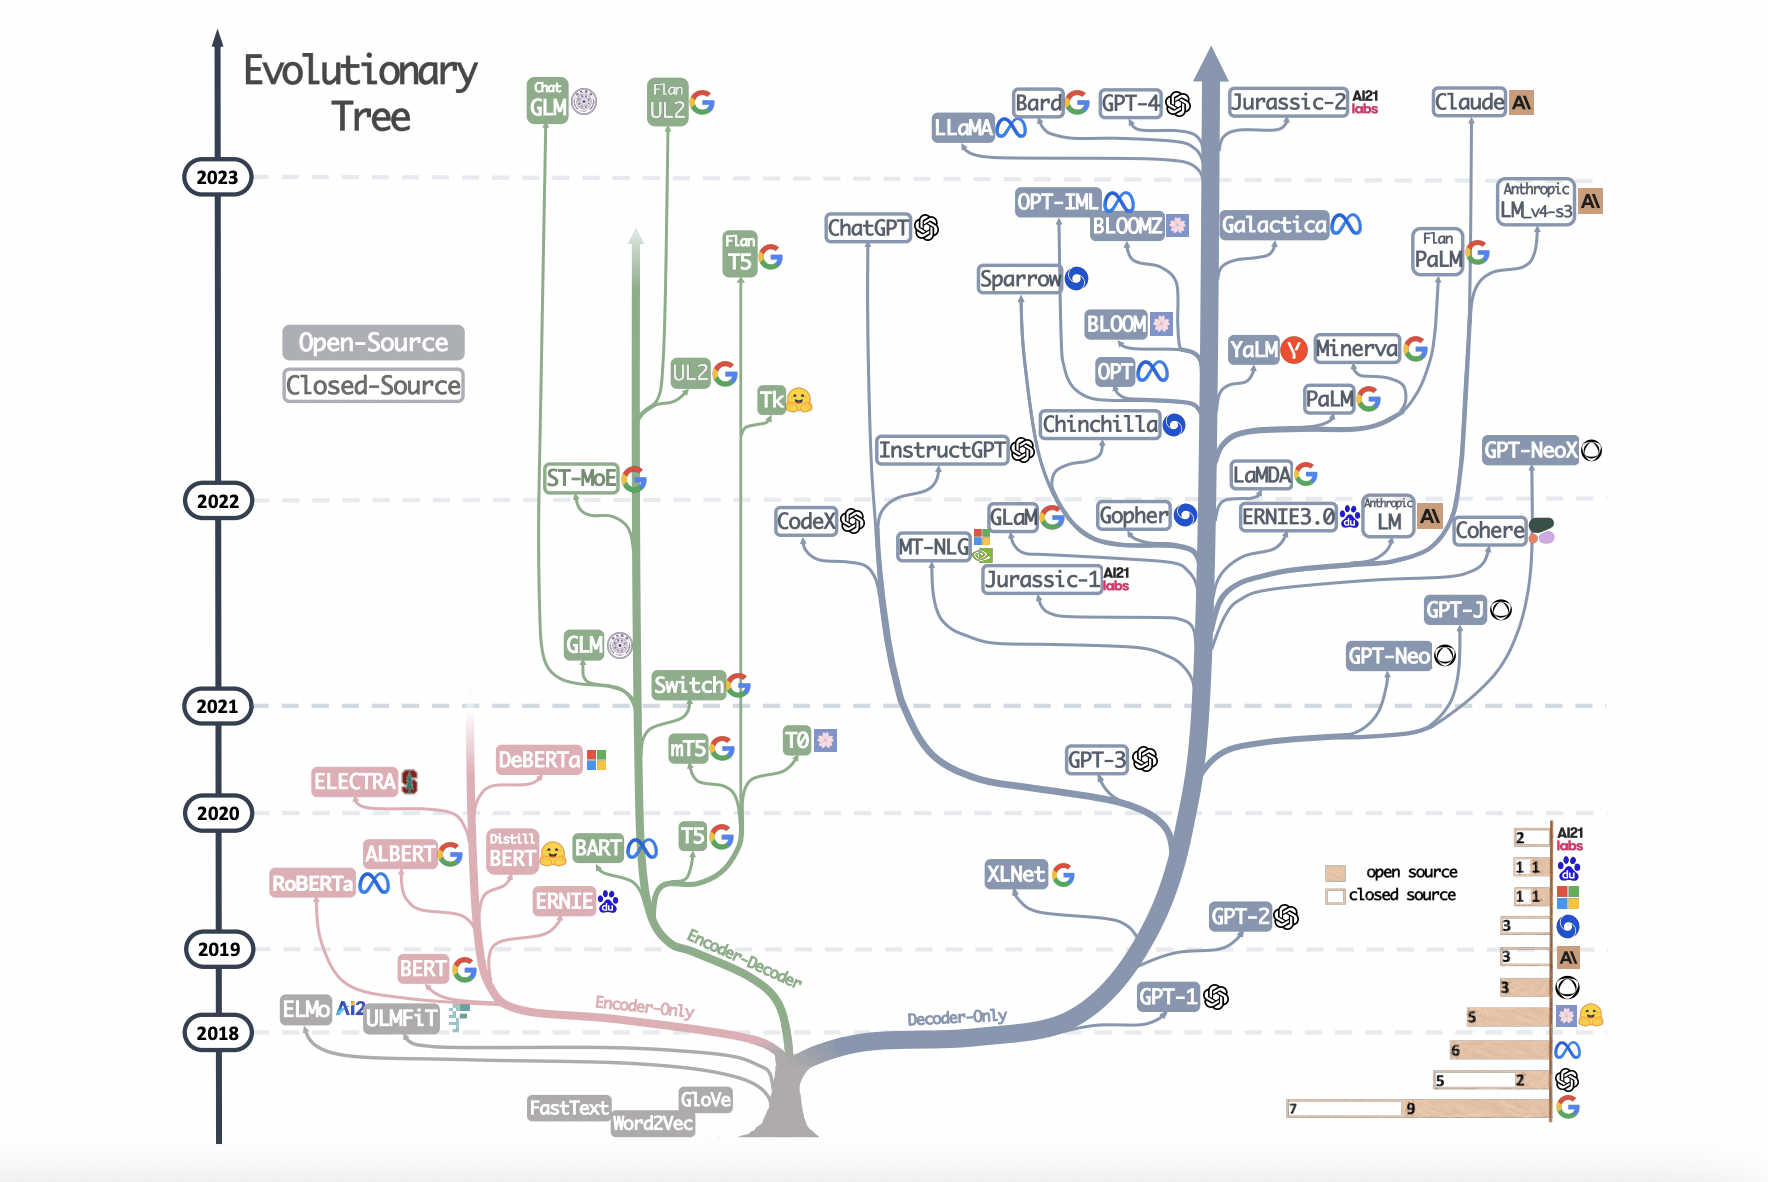 Evolutionary
Tree
2023
2022
2021
2020
2019
2018
Open-Source
Closed-Source
Chat
GLM
Flan
UL2
Bard
GPT-4
Jurassic-2
AI21
labs
Claude
A\
LLaMA
OPT-IML
BLOOMZ
Galactica
Anthropic
LM_v4-s3
A\
ChatGPT
Flan
T5
Flan
PaLM
Sparrow
BLOOM
YaLM
Minerva
UL2
OPT
PaLM
Tk
Chinchilla
InstructGPT
GPT-NeoX
ST-MoE
LaMDA
CodeX
GLaM
Gopher
ERNIE3.0
du
Anthropic
LM
A\
Cohere
MT-NLG
Jurassic-1
AI21
labs
GPT-J
GLM
GPT-Neo
Switch
mT5
T0
DeBERTa
GPT-3
ELECTRA
ALBERT
Distill
BERT
BART
T5
RoBERTa
ERNIE
du
XLNet
GPT-2
Encoder-Decoder
BERT
ELMo
Ai2
ULMFiT
Encoder-Only
Decoder-Only
GPT-1
FastText
Word2Vec
GloVe
open source
closed source
2
AI21
labs
1 1
du
1 1
3
3
A\
3
5
6
5 2
7 9